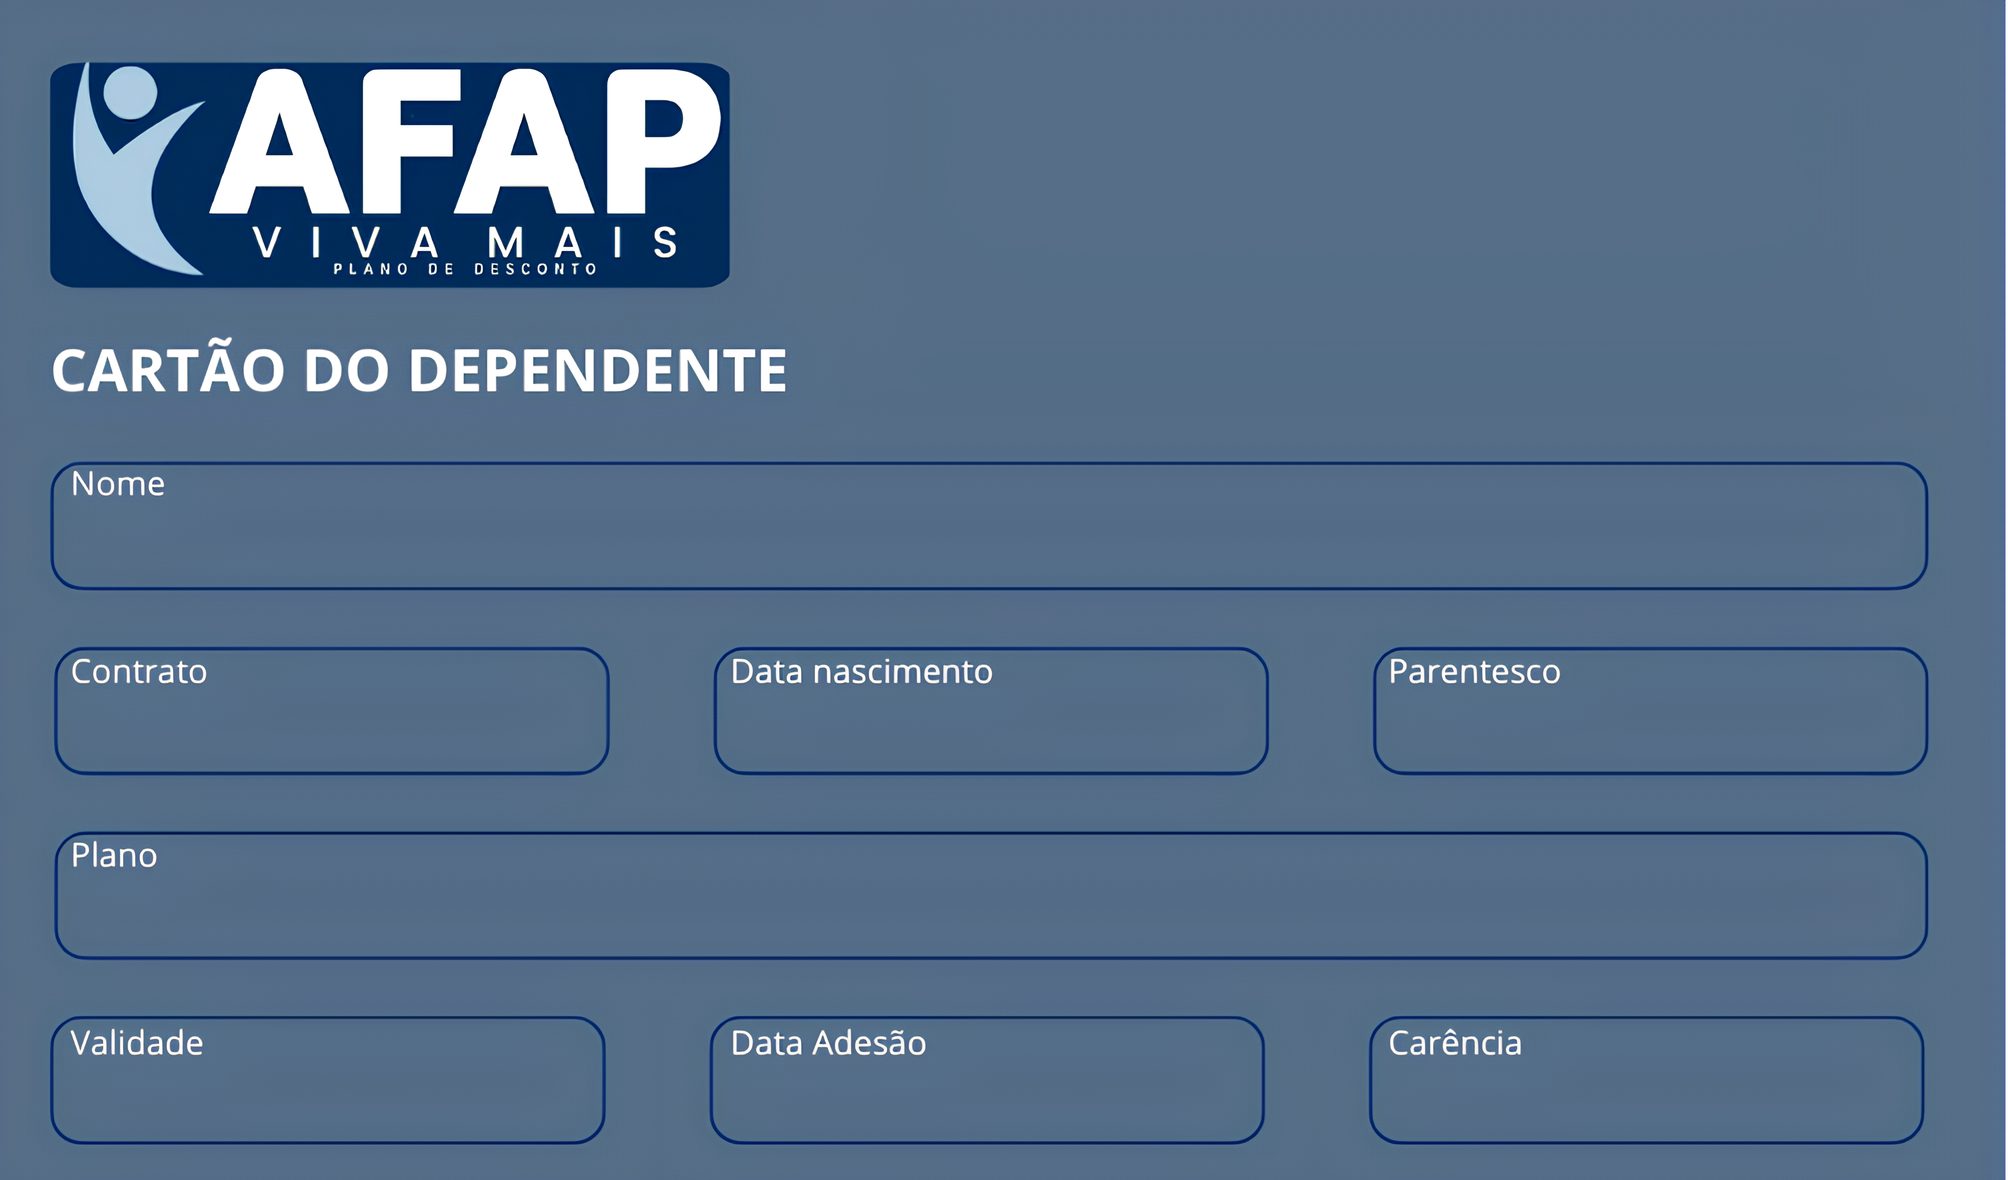 AFAP
VIVA MAIS
PLANO DE DESCONTO
CARTÃO DO DEPENDENTE
Nome
Contrato Data nascimento Parentesco
Plano
Validade Data Adesão Carência